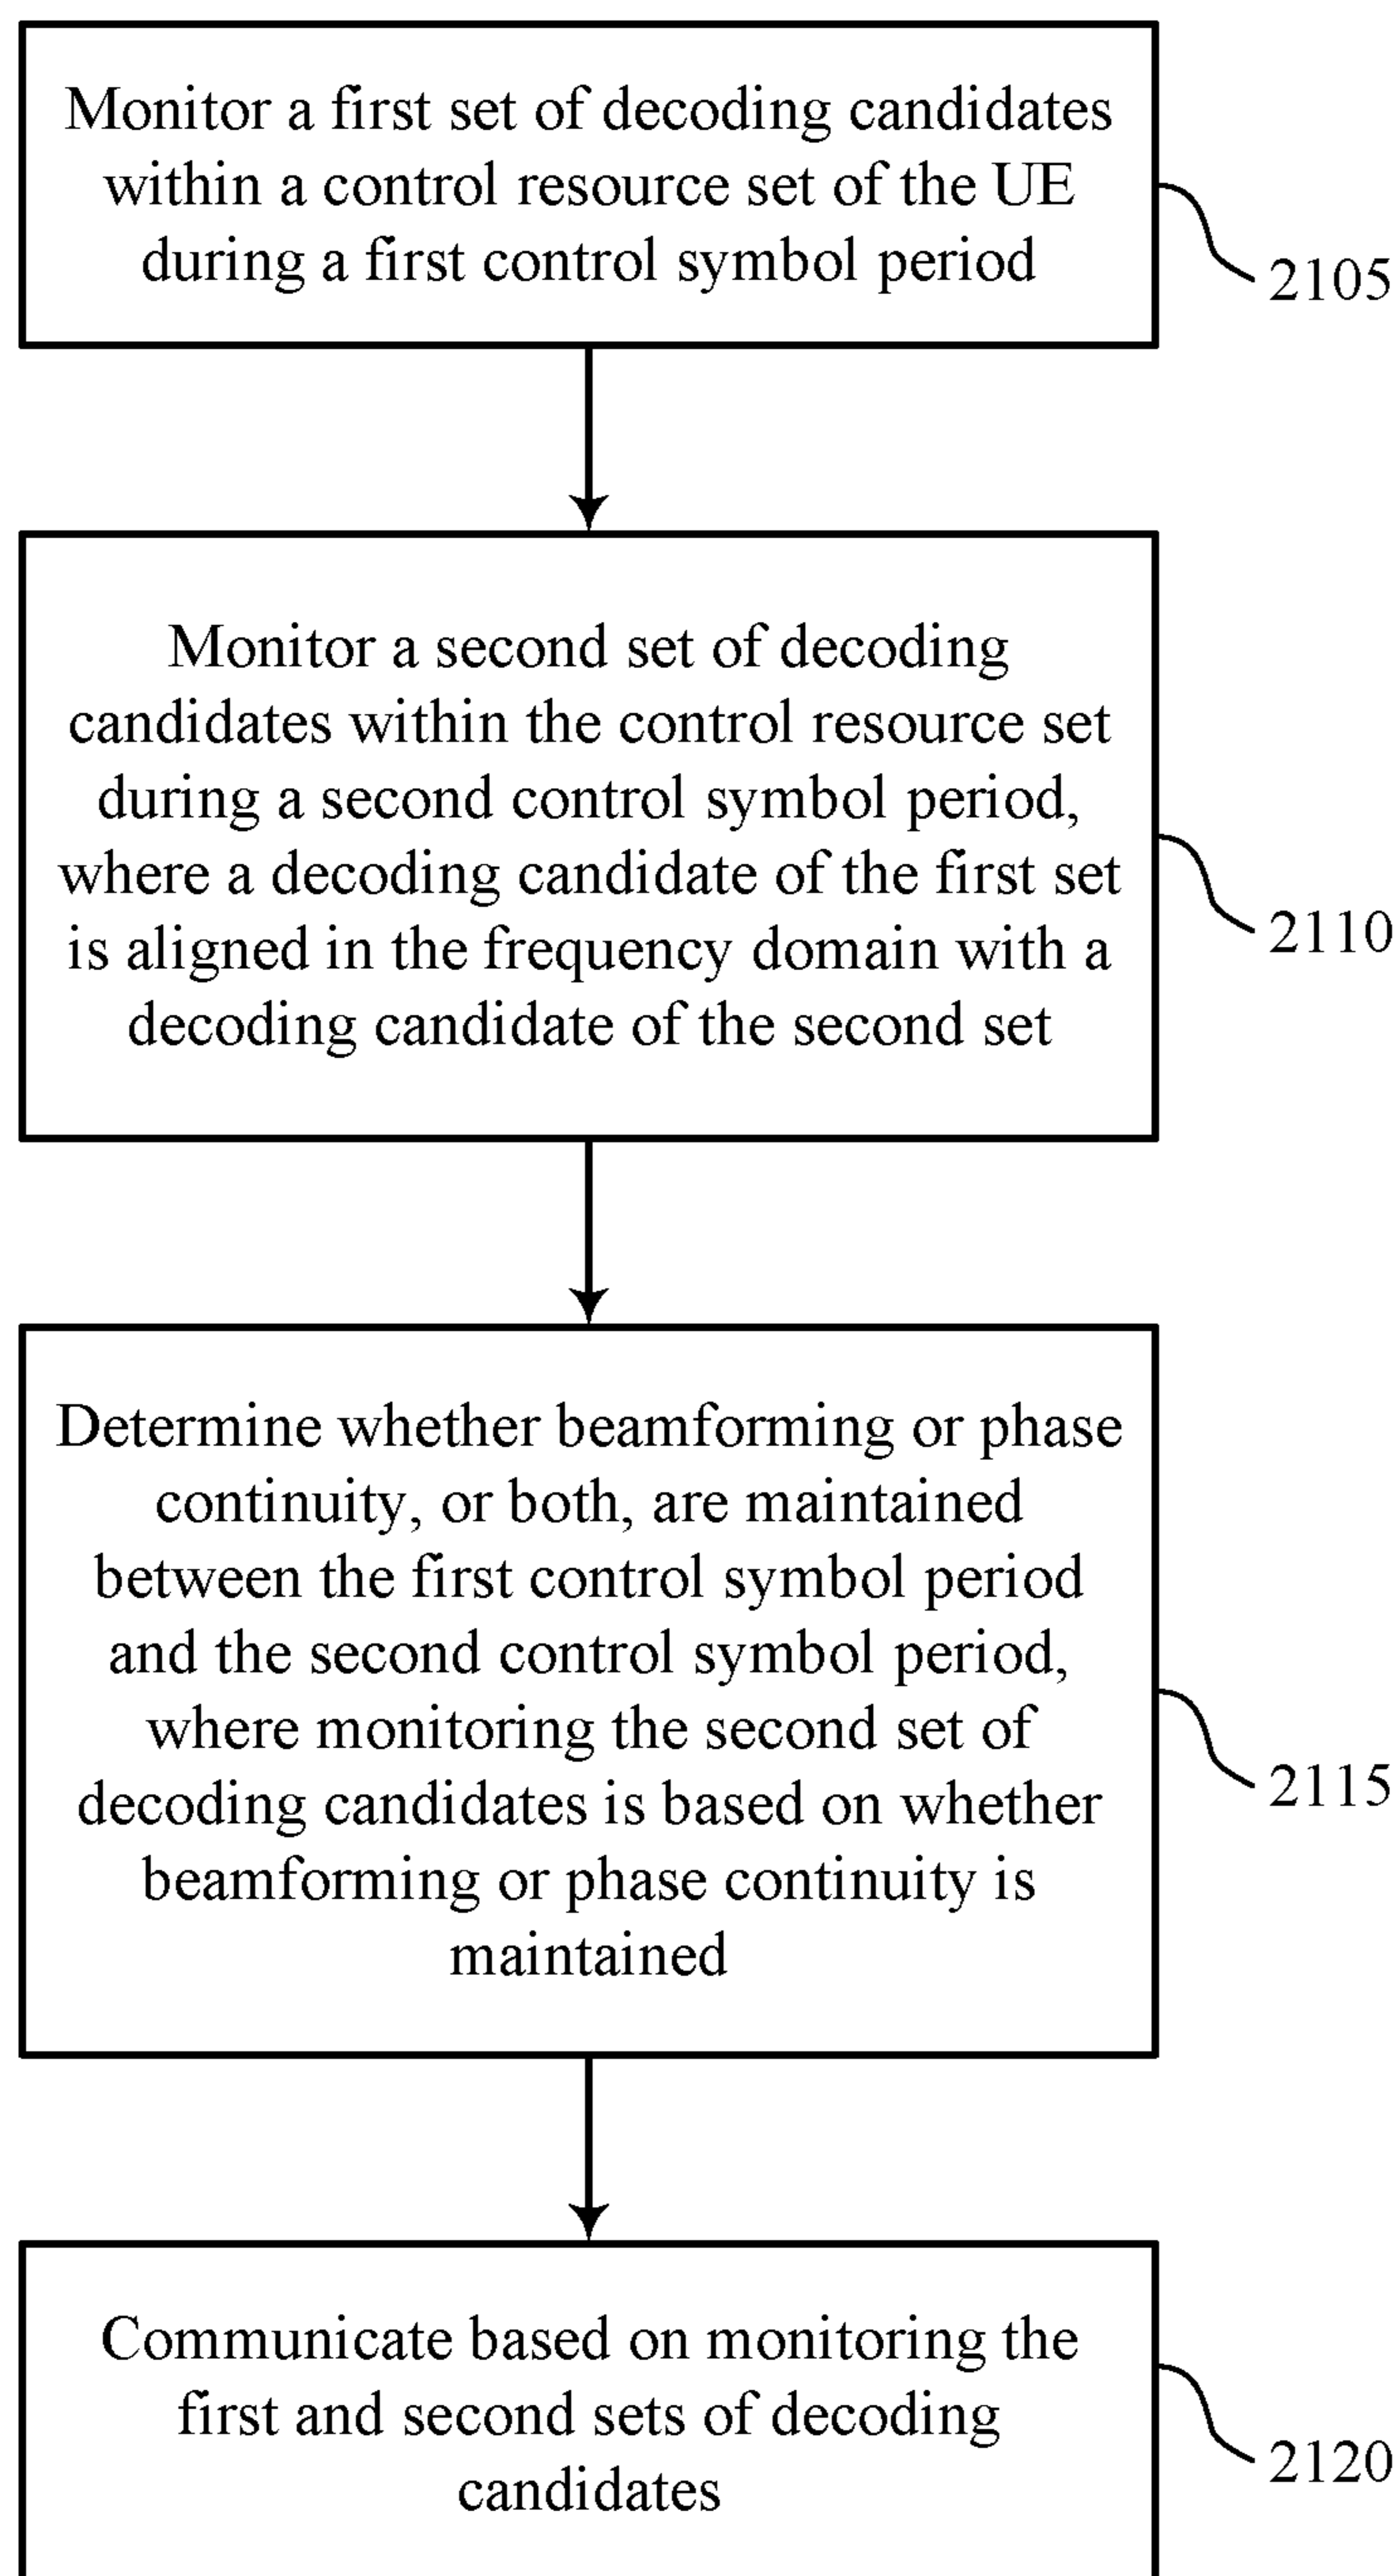 Monitor a first set of decoding candidates
within a control resource set of the UE
during a first control symbol period
2105
Monitor a second set of decoding
candidates within the control resource set
during a second control symbol period,
where a decoding candidate of the first set
is aligned in the frequency domain with a
decoding candidate of the second set
2110
Determine whether beamforming or phase
continuity, or both, are maintained
between the first control symbol period
and the second control symbol period,
where monitoring the second set of
decoding candidates is based on whether
beamforming or phase continuity is
maintained
2115
Communicate based on monitoring the
first and second sets of decoding
candidates
2120